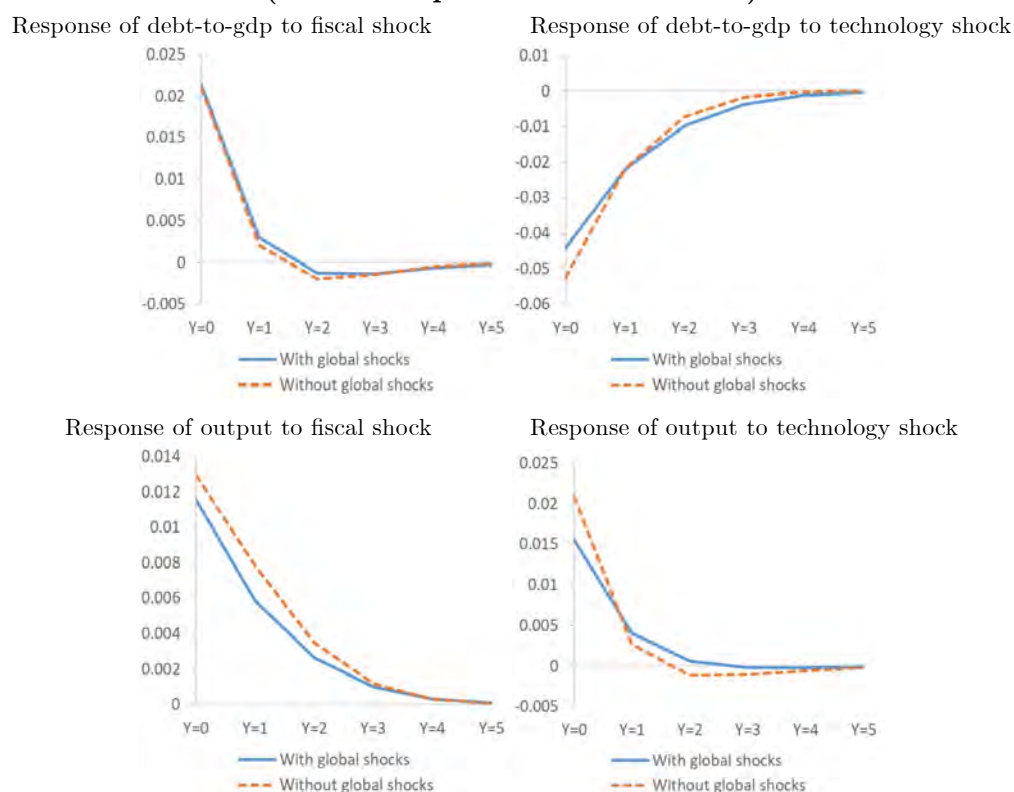 Response of debt-to-gdp to fiscal shock
0.025
0.02
0.015
0.01
0.005
0
-0.005
Y=0 Y=1 Y=2 Y=3 Y=4 Y=5
With global shocks
Without global shocks
Response of debt-to-gdp to technology shock
0.01
0
-0.01
-0.02
-0.03
-0.04
-0.05
-0.06
Y=0 Y=1 Y=2 Y=3 Y=4 Y=5
With global shocks
Without global shocks
Response of output to fiscal shock
0.014
0.012
0.01
0.008
0.006
0.004
0.002
0
Y=0 Y=1 Y=2 Y=3 Y=4 Y=5
With global shocks
Without global shocks
Response of output to technology shock
0.025
0.02
0.015
0.01
0.005
0
-0.005
Y=0 Y=1 Y=2 Y=3 Y=4 Y=5
With global shocks
Without global shocks